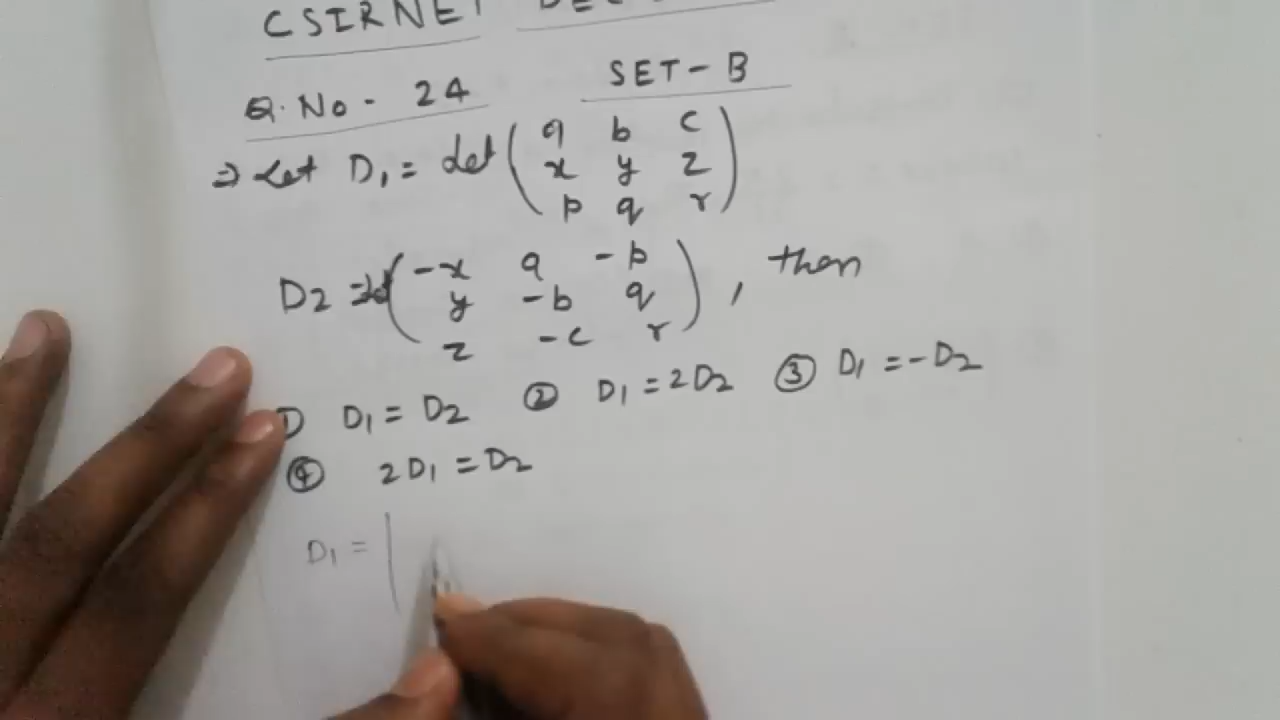 CSIRNET
Q. No - 24 SET - B
⇒ Let D₁ = det ( a b c
x y z
p q r )
D₂ = det ( -x a -p
y -b q
z -c r ) , then
① D₁ = D₂ ② D₁ = 2D₂ ③ D₁ = -D₂
④ 2D₁ = D₂
D₁ = |